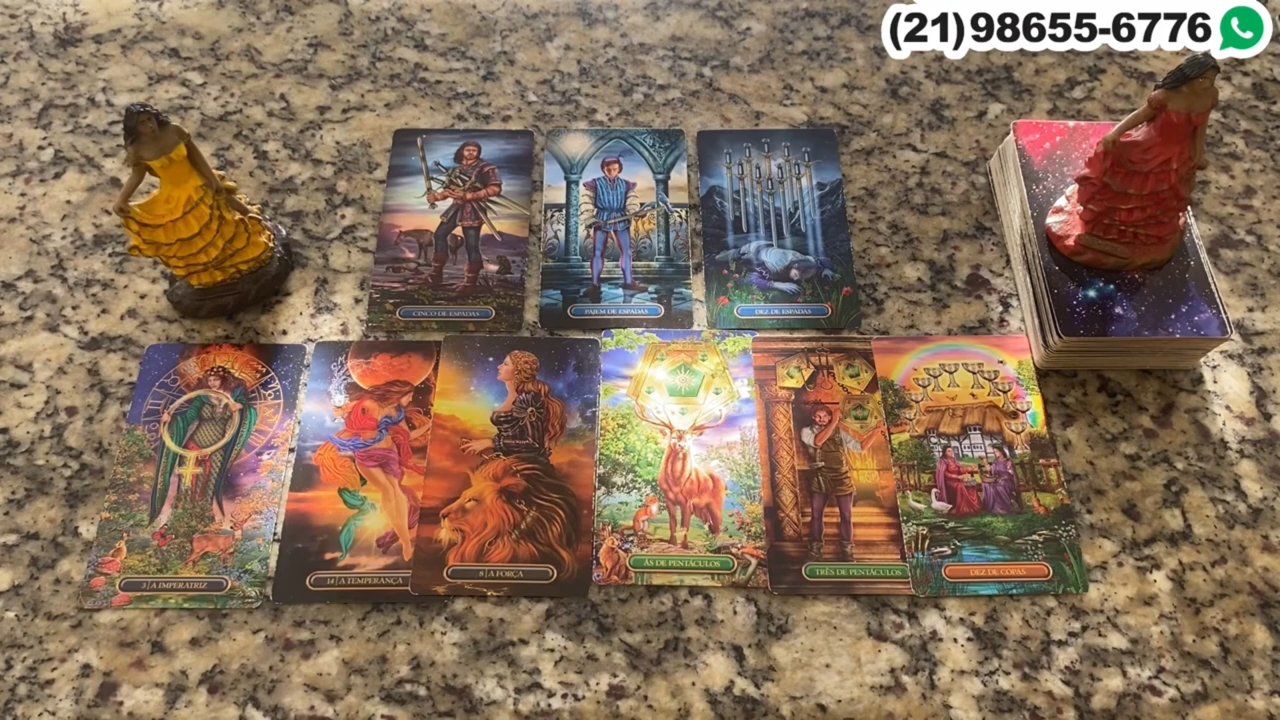 (21)98655-6776
CINCO DE ESPADAS
PAJEM DE ESPADAS
DEZ DE ESPADAS
3 | A IMPERATRIZ
14 | A TEMPERANÇA
8 | A FORÇA
ÁS DE PENTÁCULOS
TRÊS DE PENTÁCULOS
DEZ DE COPAS